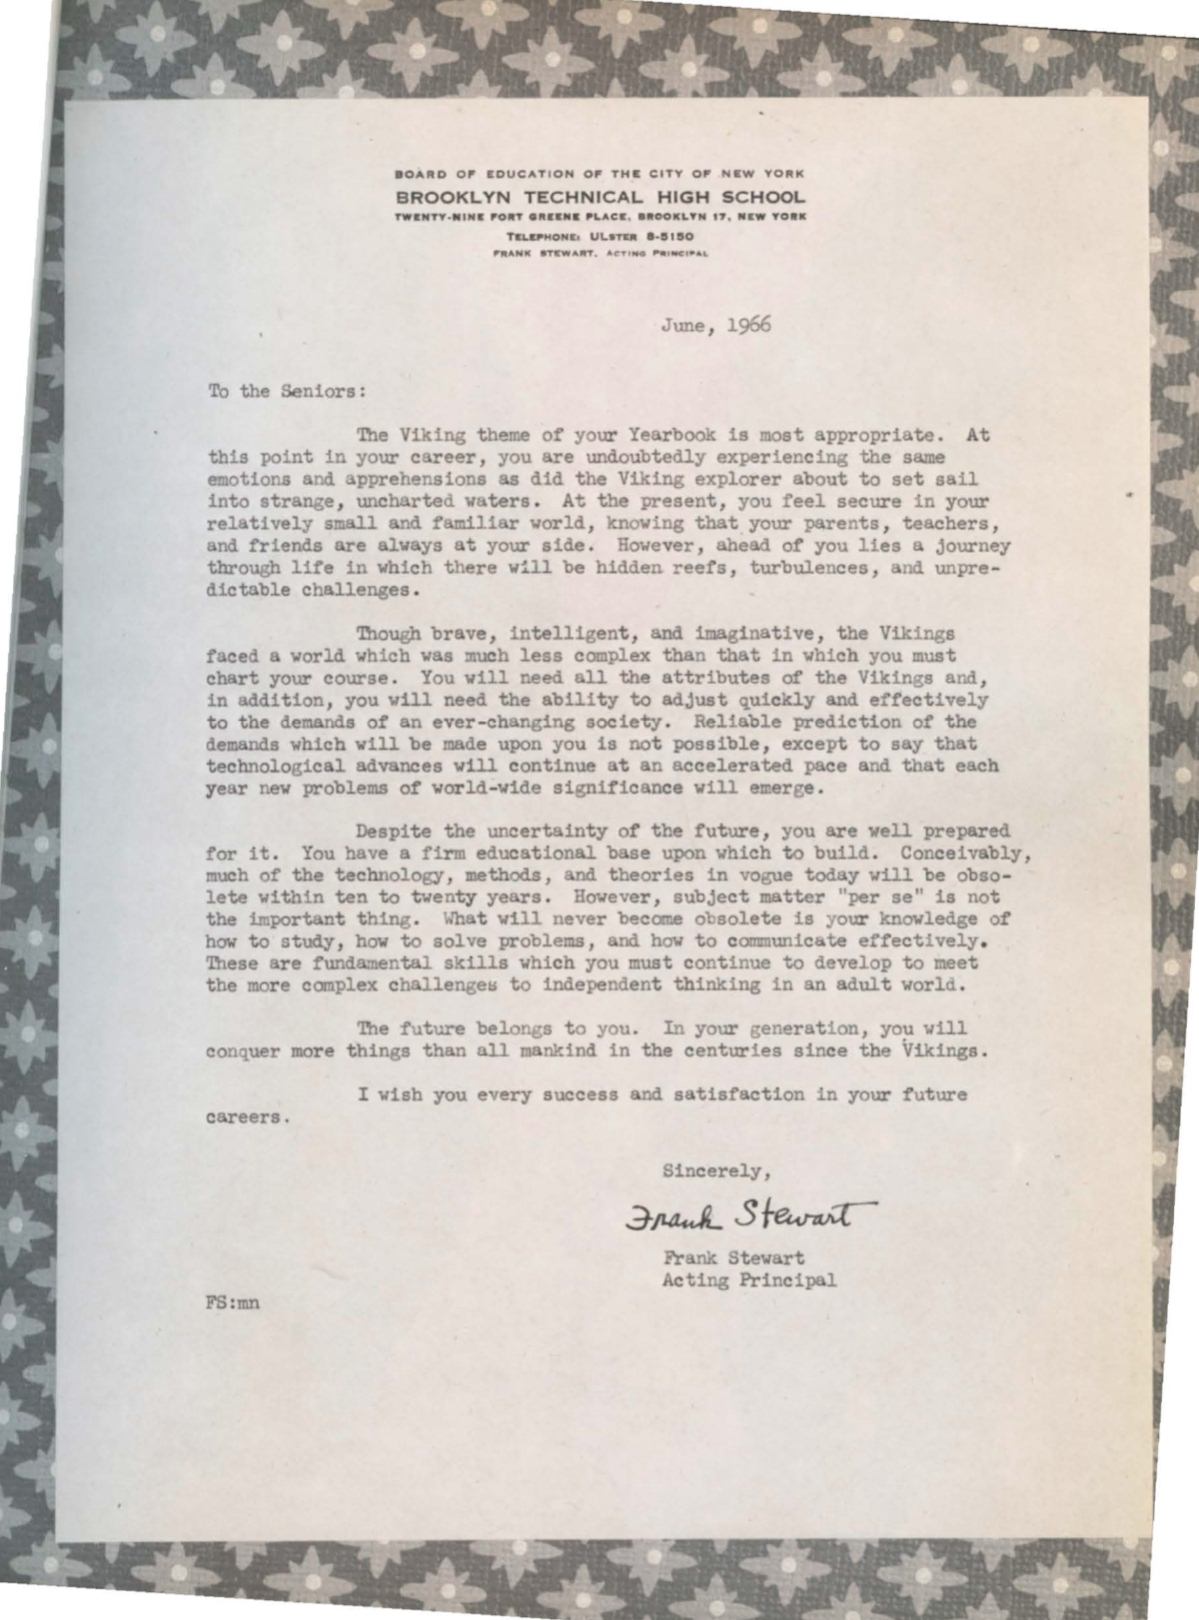 BOARD OF EDUCATION OF THE CITY OF NEW YORK
BROOKLYN TECHNICAL HIGH SCHOOL
TWENTY-NINE FORT GREENE PLACE, BROOKLYN 17, NEW YORK
TELEPHONE: ULSTER 8-5150
FRANK STEWART, ACTING PRINCIPAL
June, 1966
To the Seniors:
The Viking theme of your Yearbook is most appropriate. At
this point in your career, you are undoubtedly experiencing the same
emotions and apprehensions as did the Viking explorer about to set sail
into strange, uncharted waters. At the present, you feel secure in your
relatively small and familiar world, knowing that your parents, teachers,
and friends are always at your side. However, ahead of you lies a journey
through life in which there will be hidden reefs, turbulences, and unpre-
dictable challenges.
Though brave, intelligent, and imaginative, the Vikings
faced a world which was much less complex than that in which you must
chart your course. You will need all the attributes of the Vikings and,
in addition, you will need the ability to adjust quickly and effectively
to the demands of an ever-changing society. Reliable prediction of the
demands which will be made upon you is not possible, except to say that
technological advances will continue at an accelerated pace and that each
year new problems of world-wide significance will emerge.
Despite the uncertainty of the future, you are well prepared
for it. You have a firm educational base upon which to build. Conceivably,
much of the technology, methods, and theories in vogue today will be obso-
lete within ten to twenty years. However, subject matter "per se" is not
the important thing. What will never become obsolete is your knowledge of
how to study, how to solve problems, and how to communicate effectively.
These are fundamental skills which you must continue to develop to meet
the more complex challenges to independent thinking in an adult world.
The future belongs to you. In your generation, you will
conquer more things than all mankind in the centuries since the Vikings.
I wish you every success and satisfaction in your future
careers.
Sincerely,
Frank Stewart
Frank Stewart
Acting Principal
FS:mn